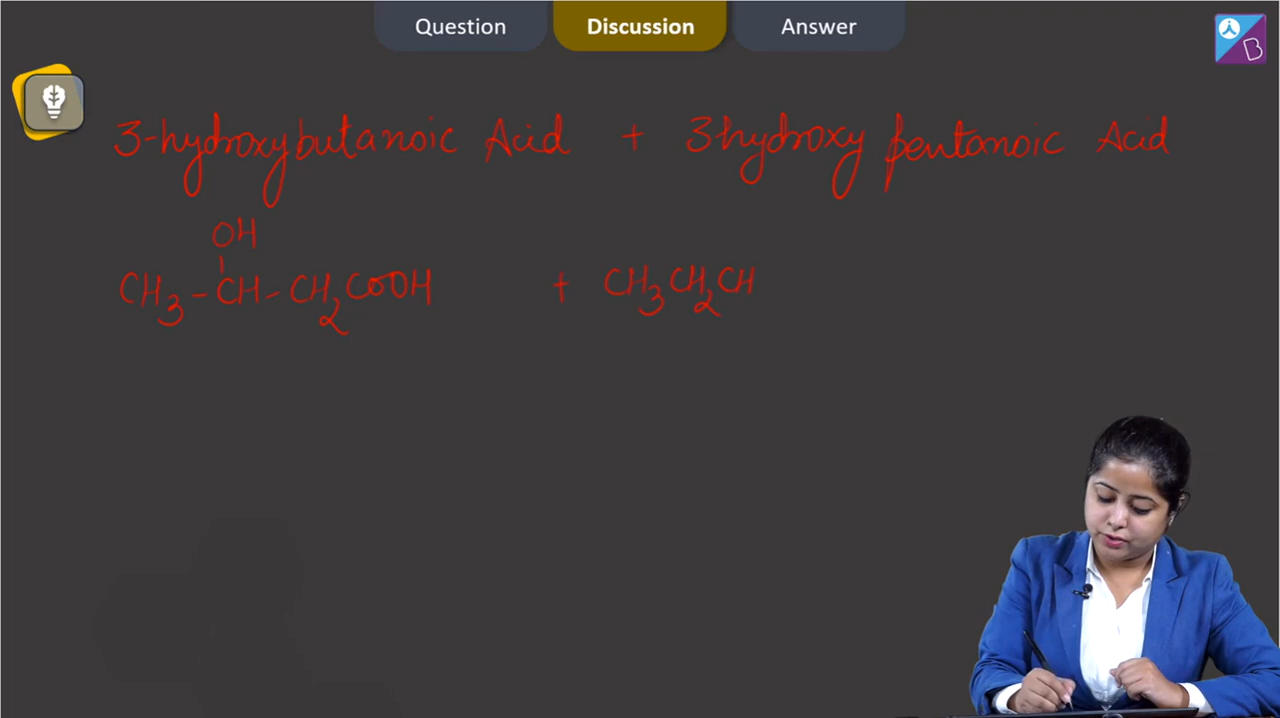 Question Discussion Answer
B
3-hydroxybutanoic Acid + 3hydroxy pentanoic Acid
OH
CH3-CH-CH2COOH + CH3CH2CH